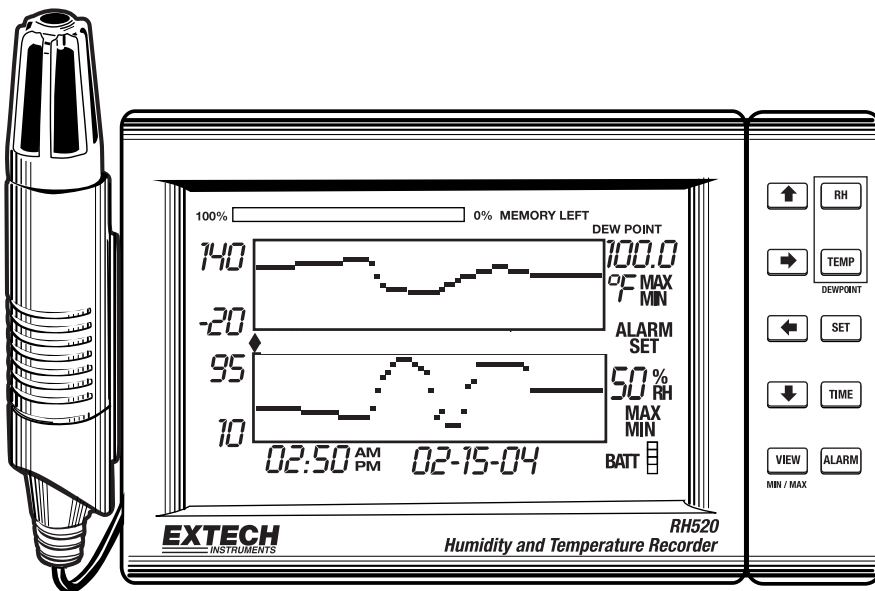 100% 0% MEMORY LEFT
DEW POINT
140 100.0
°F MAX
MIN
-20
ALARM
SET
95
50 %
RH
MAX
MIN
10
02:50 AM
PM 02-15-04 BATT
EXTECH
INSTRUMENTS
RH520
Humidity and Temperature Recorder
RH
TEMP
DEWPOINT
SET
TIME
VIEW ALARM
MIN / MAX